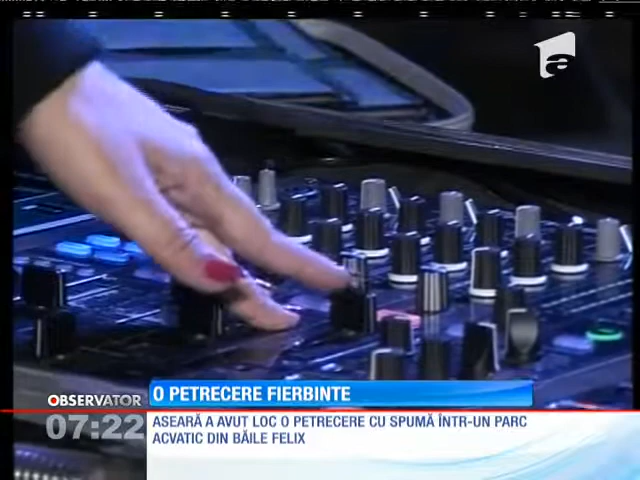 a
O PETRECERE FIERBINTE
OBSERVATOR
07:22
ASEARĂ A AVUT LOC O PETRECERE CU SPUMĂ ÎNTR-UN PARC
ACVATIC DIN BĂILE FELIX